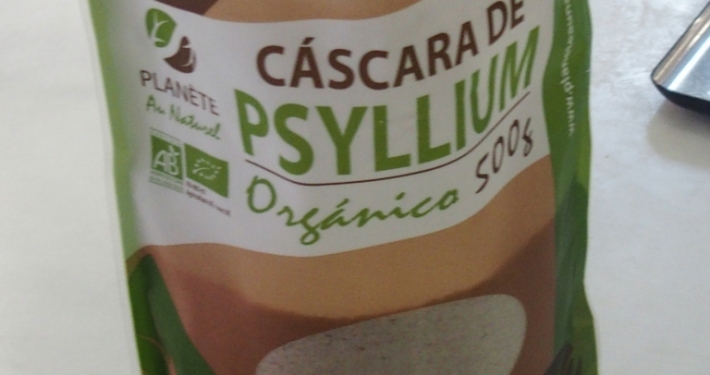 PLANÈTE
Au Naturel
CÁSCARA DE
PSYLLIUM
Orgánico 500g
AB